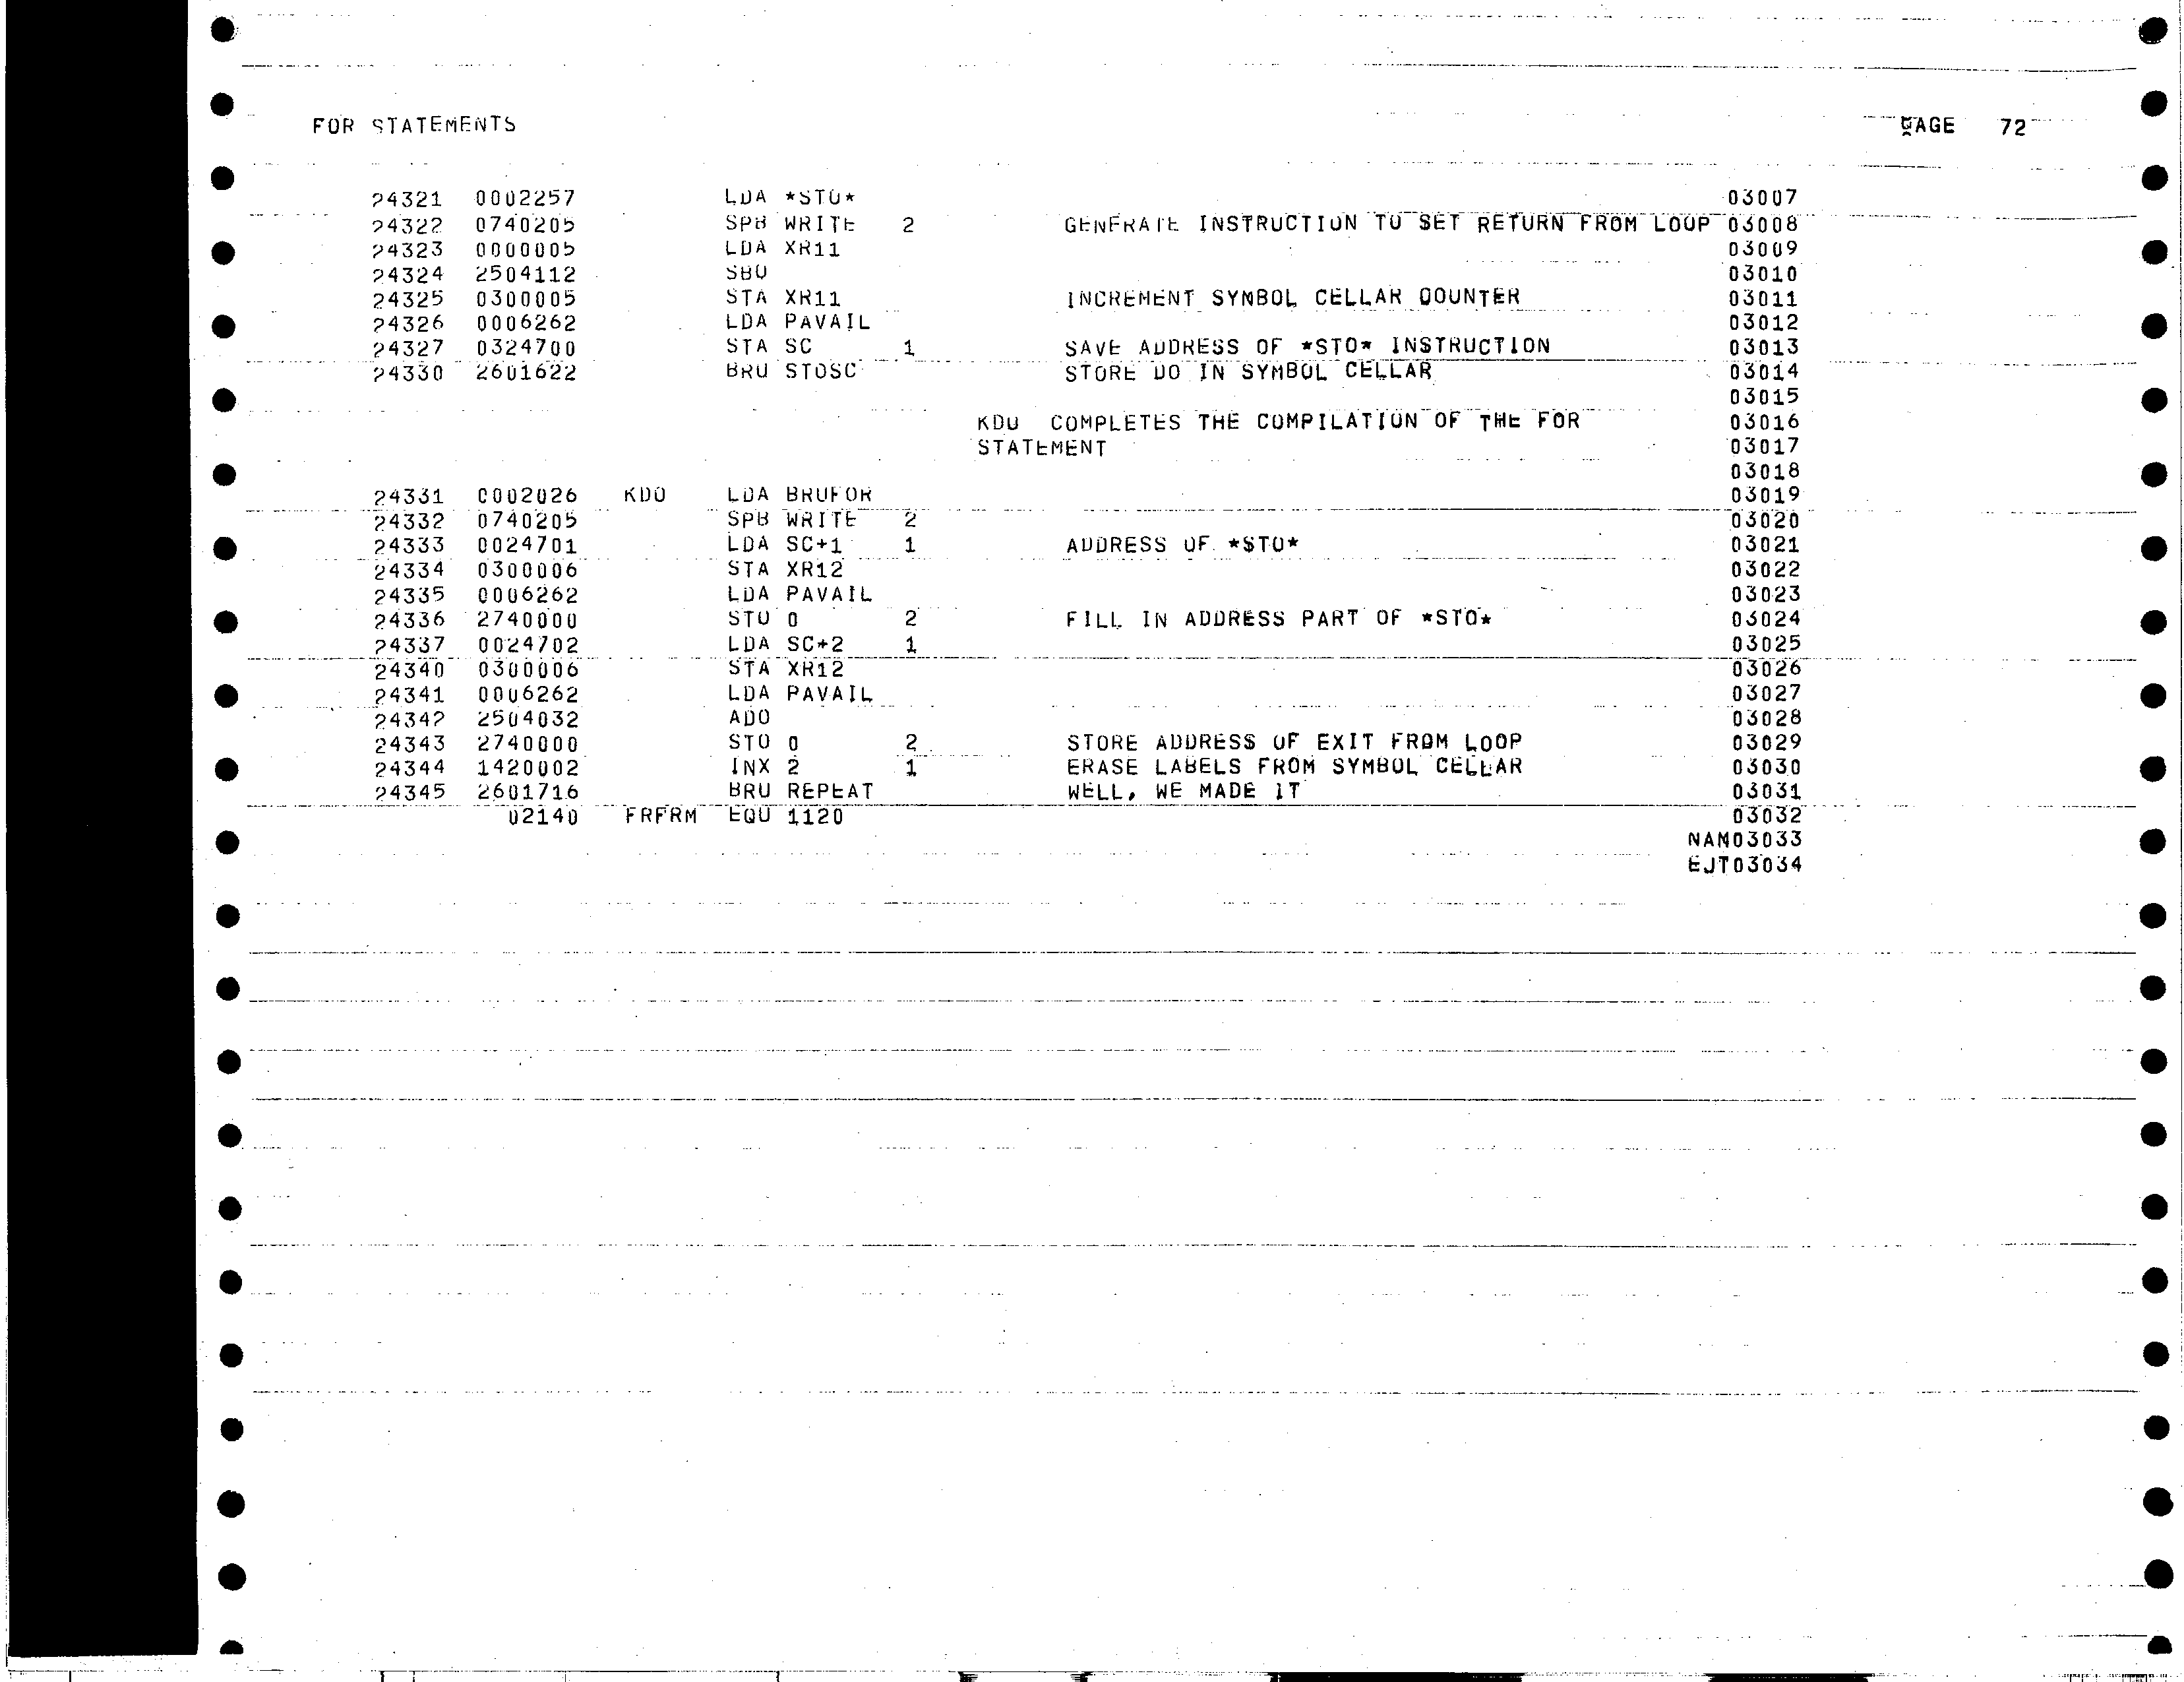 FOR STATEMENTS PAGE 72
24321 0002257 LDA *STO* 03007
24322 0740205 SPB WRITE 2 GENERATE INSTRUCTION TO SET RETURN FROM LOOP 03008
24323 0000005 LDA XR11 03009
24324 2504112 SBO 03010
24325 0300005 STA XR11 INCREMENT SYMBOL CELLAR COUNTER 03011
24326 0006262 LDA PAVAIL 03012
24327 0324700 STA SC 1 SAVE ADDRESS OF *STO* INSTRUCTION 03013
24330 2601622 BRU STOSC STORE DO IN SYMBOL CELLAR 03014
03015
KDO COMPLETES THE COMPILATION OF THE FOR 03016
STATEMENT 03017
03018
24331 0002026 KDO LDA BRUFOR 03019
24332 0740205 SPB WRITE 2 03020
24333 0024701 LDA SC+1 1 ADDRESS OF *STO* 03021
24334 0300006 STA XR12 03022
24335 0006262 LDA PAVAIL 03023
24336 2740000 STO 0 2 FILL IN ADDRESS PART OF *STO* 03024
24337 0024702 LDA SC+2 1 03025
24340 0300006 STA XR12 03026
24341 0006262 LDA PAVAIL 03027
24342 2504032 ADO 03028
24343 2740000 STO 0 2 STORE ADDRESS OF EXIT FROM LOOP 03029
24344 1420002 INX 2 1 ERASE LABELS FROM SYMBOL CELLAR 03030
24345 2601716 BRU REPEAT WELL, WE MADE IT 03031
02140 FRFRM EQU 1120 03032
NAM03033
EJT03034